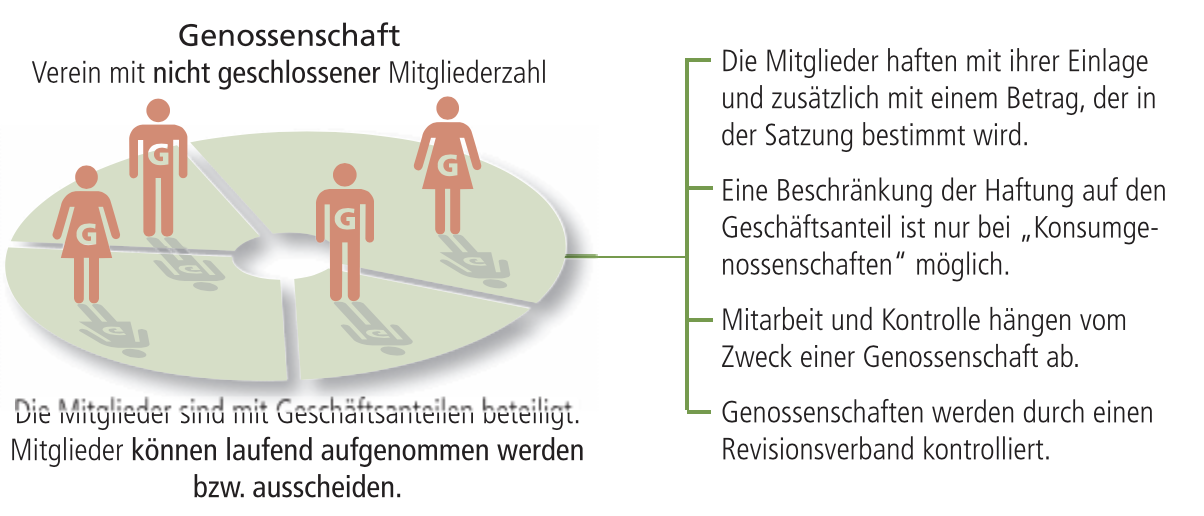 Genossenschaft
Verein mit nicht geschlossener Mitgliederzahl
G
G
G
G
Die Mitglieder sind mit Geschäftsanteilen beteiligt.
Mitglieder können laufend aufgenommen werden
bzw. ausscheiden.
Die Mitglieder haften mit ihrer Einlage
und zusätzlich mit einem Betrag, der in
der Satzung bestimmt wird.
Eine Beschränkung der Haftung auf den
Geschäftsanteil ist nur bei „Konsumge-
nossenschaften“ möglich.
Mitarbeit und Kontrolle hängen vom
Zweck einer Genossenschaft ab.
Genossenschaften werden durch einen
Revisionsverband kontrolliert.